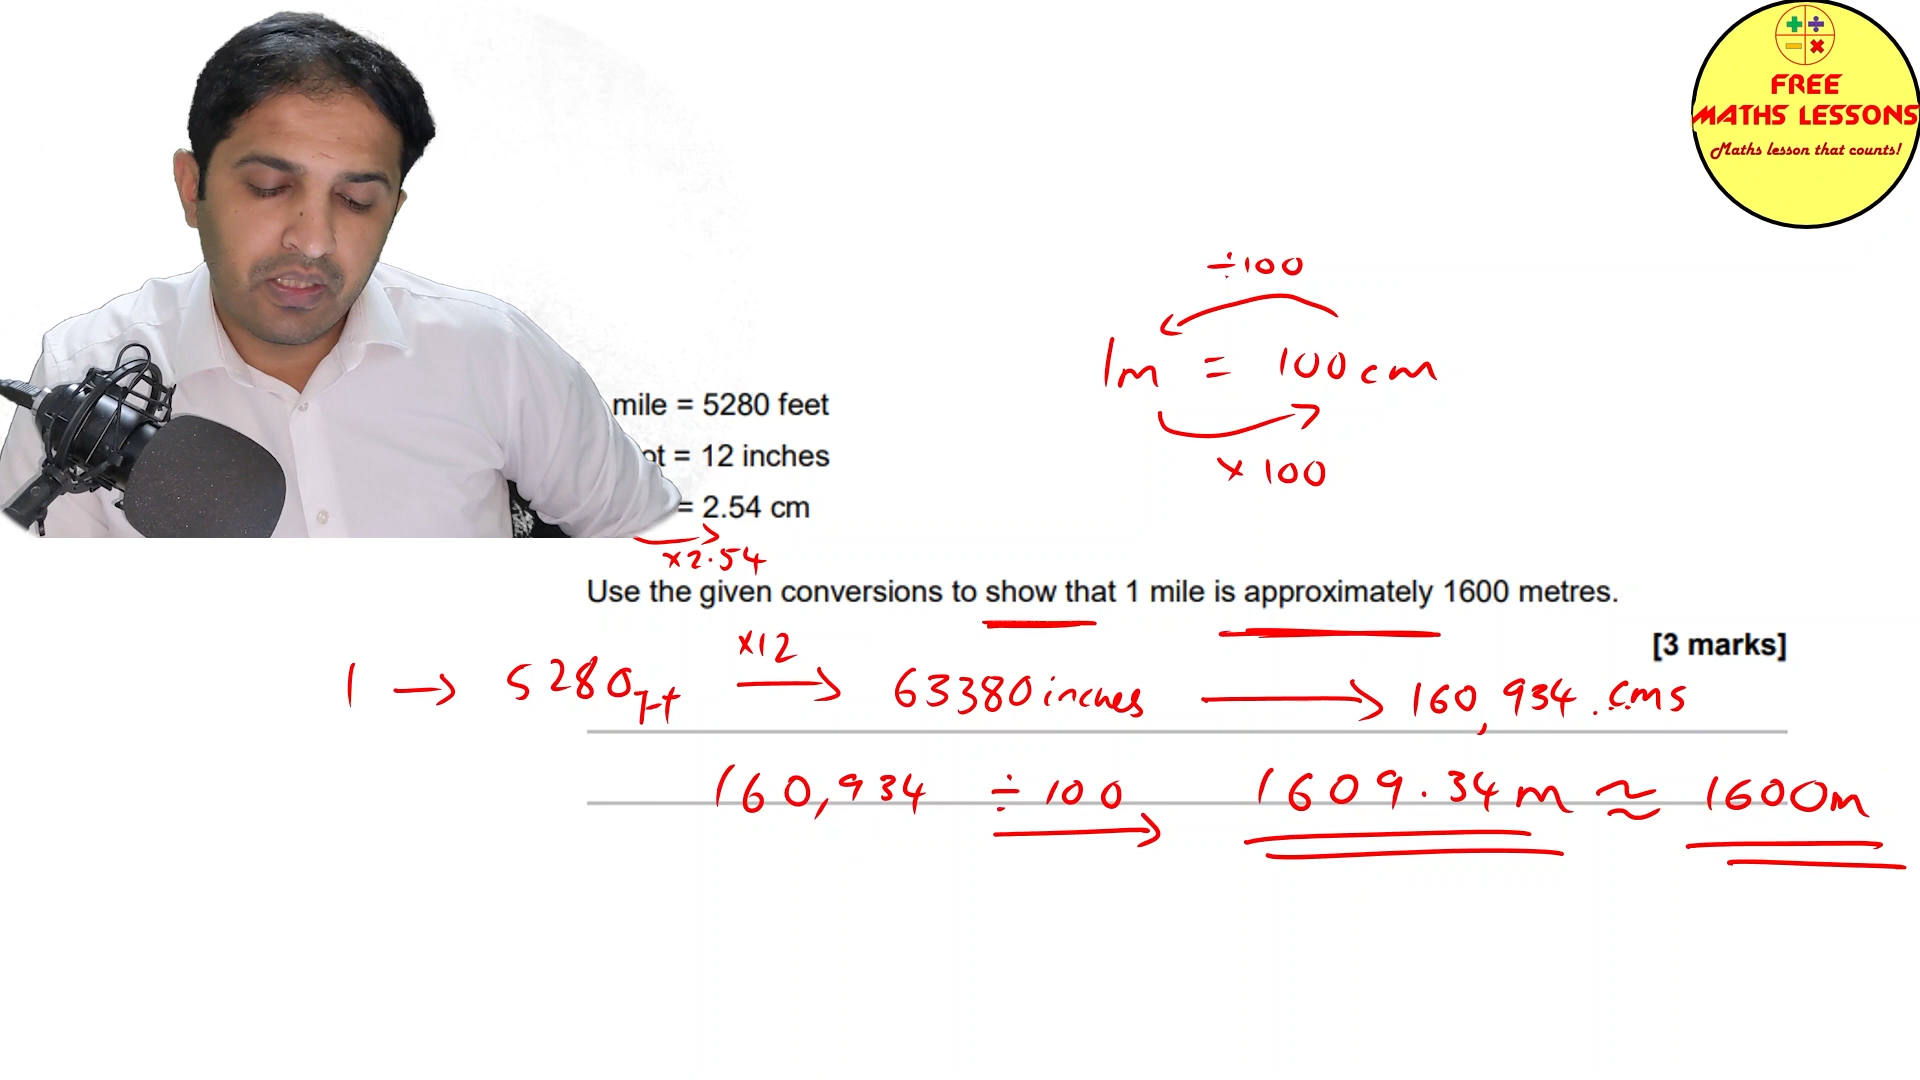 FREE
MATHS LESSONS
Maths lesson that counts!
÷100
1m = 100cm
×100
mile = 5280 feet
ot = 12 inches
= 2.54 cm
×2.54
Use the given conversions to show that 1 mile is approximately 1600 metres.
[3 marks]
×12
1 → 5280ft → 63380 inches → 160,934.cms
160,934 ÷100 1609.34m ≈ 1600m